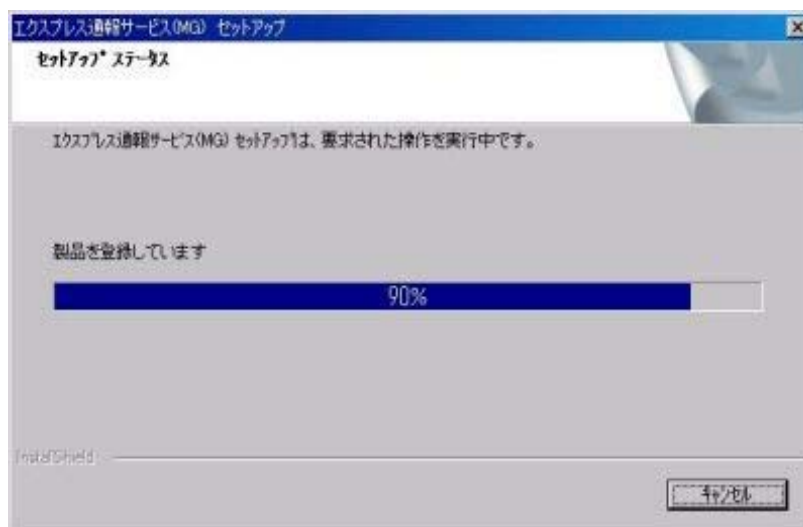 エクスプレス通報サービス(MG) セットアップ
セットアップ ステータス
エクスプレス通報サービス(MG) セットアップは、要求された操作を実行中です。
製品を登録しています
90%
InstallShield
キャンセル